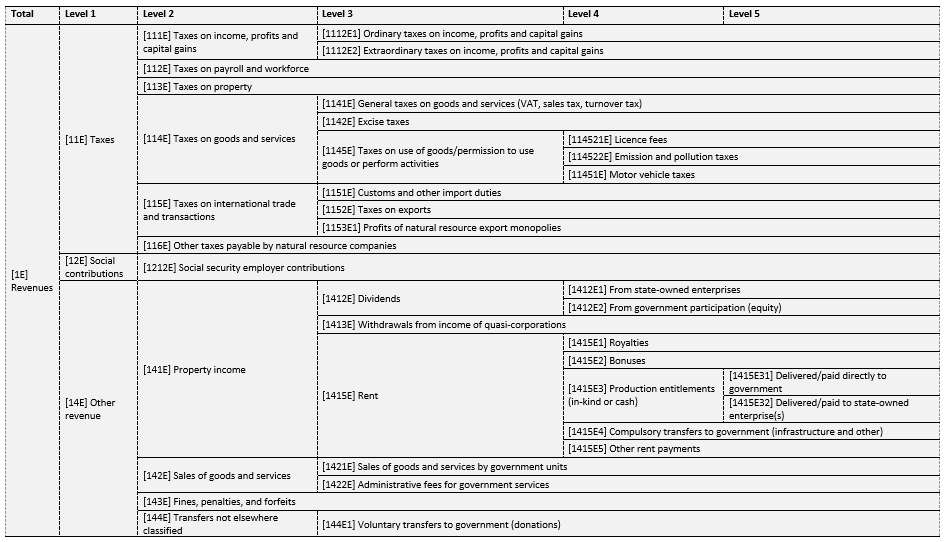 Total Level 1 Level 2 Level 3 Level 4 Level 5
[1E]
Revenues
[11E] Taxes
[111E] Taxes on income, profits and
capital gains
[1112E1] Ordinary taxes on income, profits and capital gains
[1112E2] Extraordinary taxes on income, profits and capital gains
[112E] Taxes on payroll and workforce
[113E] Taxes on property
[114E] Taxes on goods and services
[1141E] General taxes on goods and services (VAT, sales tax, turnover tax)
[1142E] Excise taxes
[1145E] Taxes on use of goods/permission to use
goods or perform activities
[114521E] Licence fees
[114522E] Emission and pollution taxes
[11451E] Motor vehicle taxes
[115E] Taxes on international trade
and transactions
[1151E] Customs and other import duties
[1152E] Taxes on exports
[1153E1] Profits of natural resource export monopolies
[116E] Other taxes payable by natural resource companies
[12E] Social
contributions
[1212E] Social security employer contributions
[14E] Other
revenue
[141E] Property income
[1412E] Dividends
[1412E1] From state-owned enterprises
[1412E2] From government participation (equity)
[1413E] Withdrawals from income of quasi-corporations
[1415E] Rent
[1415E1] Royalties
[1415E2] Bonuses
[1415E3] Production entitlements
(in-kind or cash)
[1415E31] Delivered/paid directly to
government
[1415E32] Delivered/paid to state-owned
enterprise(s)
[1415E4] Compulsory transfers to government (infrastructure and other)
[1415E5] Other rent payments
[142E] Sales of goods and services
[1421E] Sales of goods and services by government units
[1422E] Administrative fees for government services
[143E] Fines, penalties, and forfeits
[144E] Transfers not elsewhere
classified
[144E1] Voluntary transfers to government (donations)